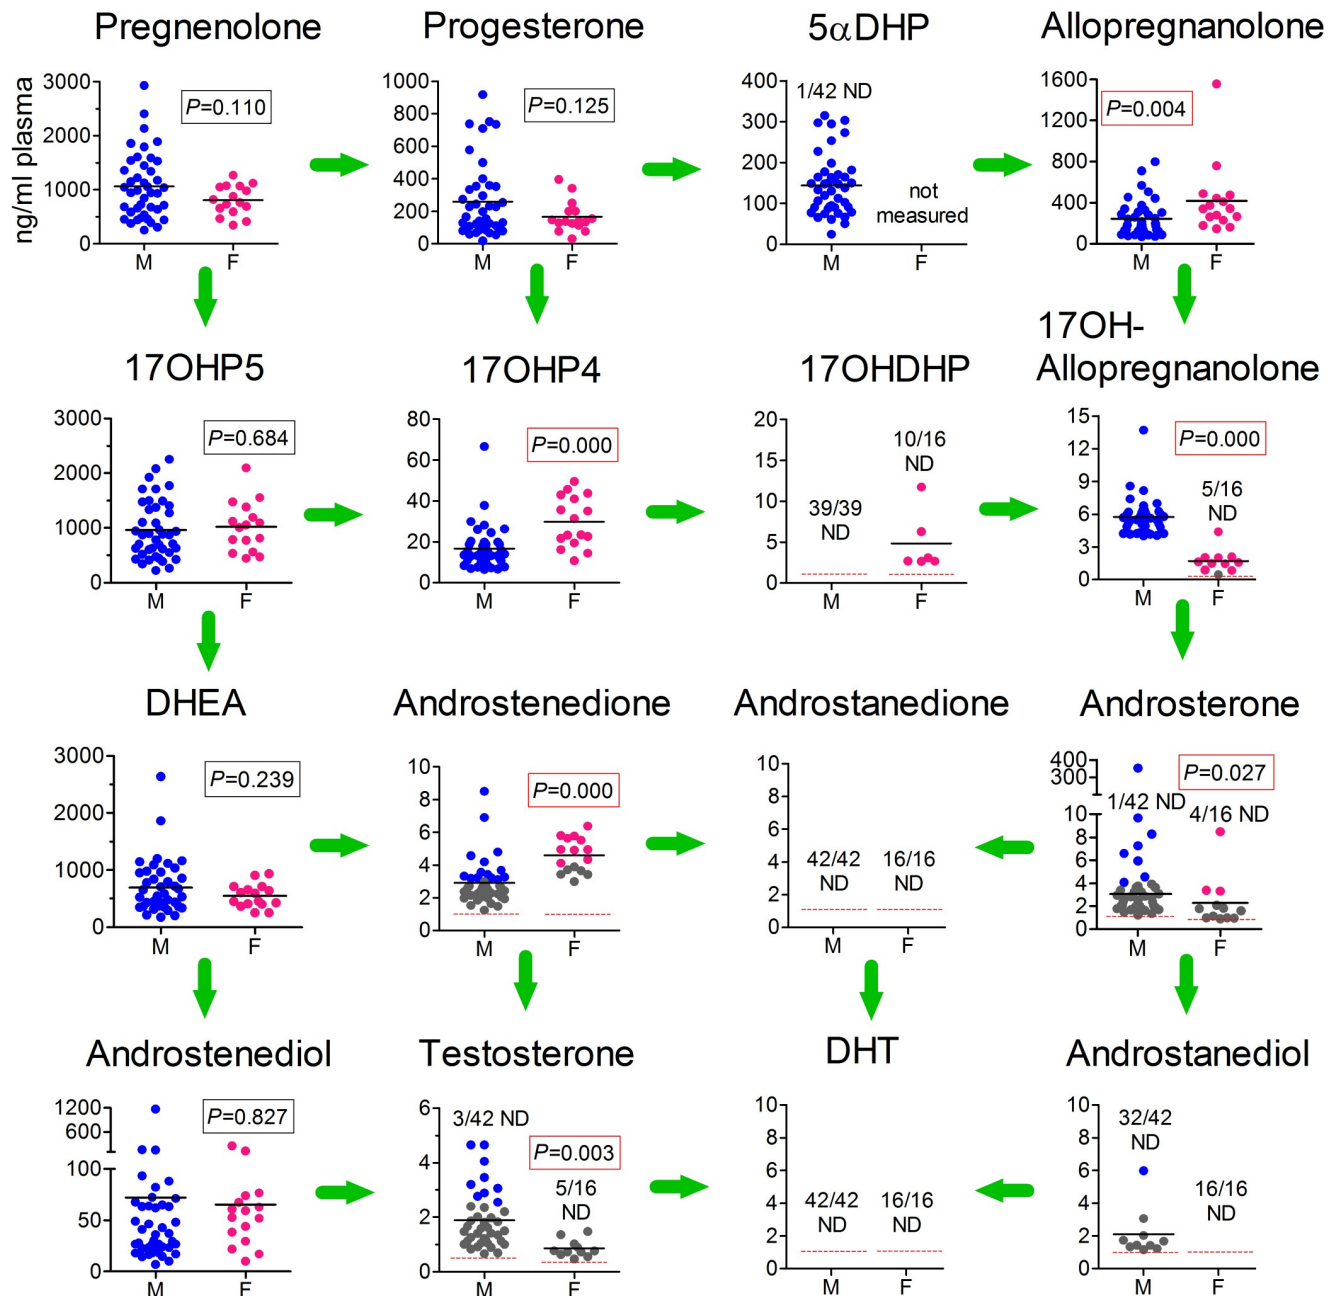 Pregnenolone
Progesterone
5αDHP
Allopregnanolone
ng/ml plasma
3000
2000
1000
0
P=0.110
M
F
1000
800
600
400
200
0
P=0.125
M
F
400
300
200
100
0
1/42 ND
not
measured
M
F
1600
1200
800
400
0
P=0.004
M
F
17OHP5
17OHP4
17OHDHP
17OH-
Allopregnanolone
3000
2000
1000
0
P=0.684
M
F
80
60
40
20
0
P=0.000
M
F
20
15
10
5
0
39/39
ND
10/16
ND
M
F
15
12
9
6
3
0
P=0.000
5/16
ND
M
F
DHEA
Androstenedione
Androstanedione
Androsterone
3000
2000
1000
0
P=0.239
M
F
10
8
6
4
2
0
P=0.000
M
F
10
8
6
4
2
0
42/42
ND
16/16
ND
M
F
400
300
10
8
6
4
2
0
P=0.027
1/42 ND
4/16 ND
M
F
Androstenediol
Testosterone
DHT
Androstanediol
1200
600
100
50
0
P=0.827
M
F
6
4
2
0
3/42 ND
P=0.003
5/16
ND
M
F
10
8
6
4
2
0
42/42
ND
16/16
ND
M
F
10
8
6
4
2
0
32/42
ND
16/16
ND
M
F